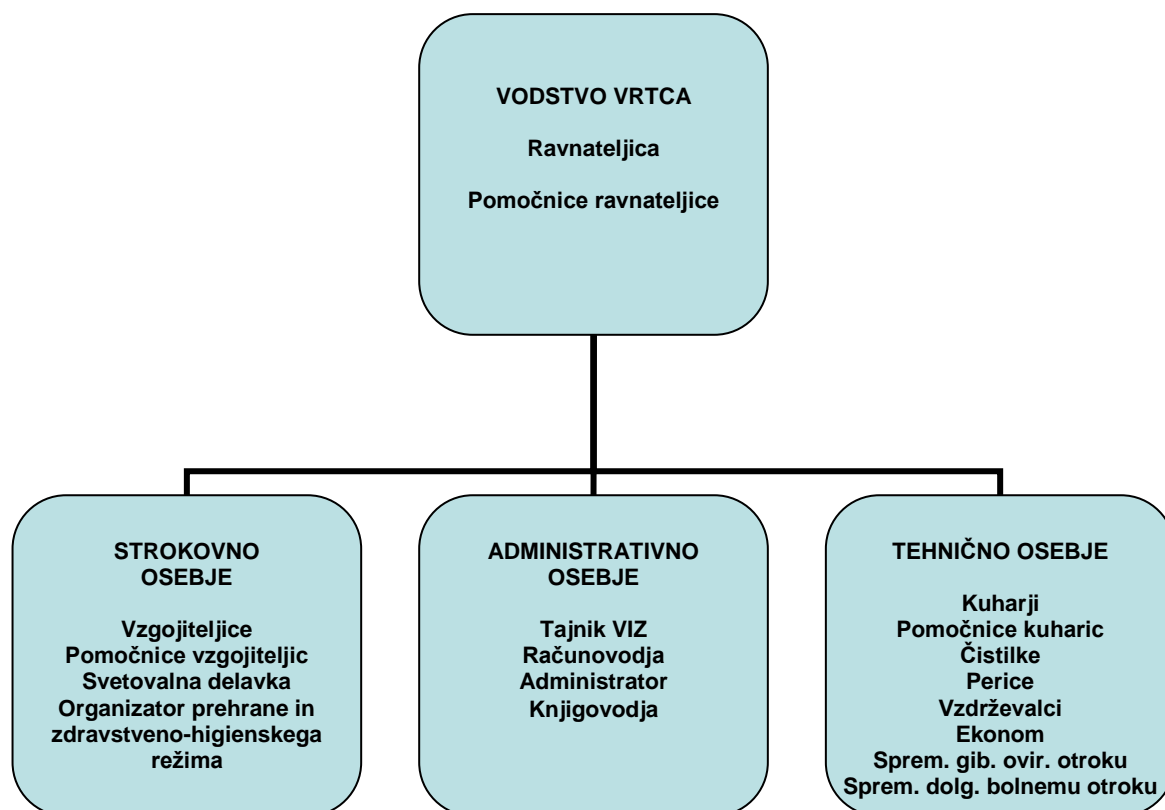 VODSTVO VRTCA
Ravnateljica
Pomočnice ravnateljice
STROKOVNO
OSEBJE
Vzgojiteljice
Pomočnice vzgojiteljic
Svetovalna delavka
Organizator prehrane in
zdravstveno-higienskega
režima
ADMINISTRATIVNO
OSEBJE
Tajnik VIZ
Računovodja
Administrator
Knjigovodja
TEHNIČNO OSEBJE
Kuharji
Pomočnice kuharic
Čistilke
Perice
Vzdrževalci
Ekonom
Sprem. gib. ovir. otroku
Sprem. dolg. bolnemu otroku